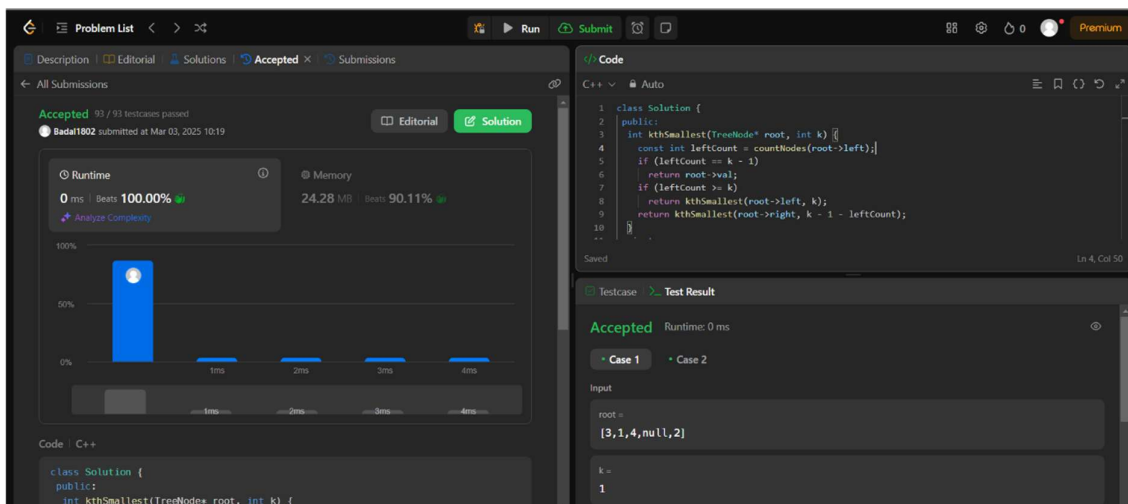 Problem List
Run
Submit
0
Premium
Description
Editorial
Solutions
Accepted
Submissions
All Submissions
Accepted 93 / 93 testcases passed
Badal1802 submitted at Mar 03, 2025 10:19
Editorial
Solution
Runtime
0 ms Beats 100.00%
Analyze Complexity
Memory
24.28 MB Beats 90.11%
100%
50%
0%
1ms 2ms 3ms 4ms
1ms 2ms 3ms 4ms
Code C++
class Solution {
public:
int kthSmallest(TreeNode* root, int k) {
</> Code
C++ Auto
1 class Solution {
2 public:
3 int kthSmallest(TreeNode* root, int k) {
4 const int leftCount = countNodes(root->left);
5 if (leftCount == k - 1)
6 return root->val;
7 if (leftCount >= k)
8 return kthSmallest(root->left, k);
9 return kthSmallest(root->right, k - 1 - leftCount);
10 }
Saved
Ln 4, Col 50
Testcase
Test Result
Accepted Runtime: 0 ms
Case 1
Case 2
Input
root =
[3,1,4,null,2]
k =
1